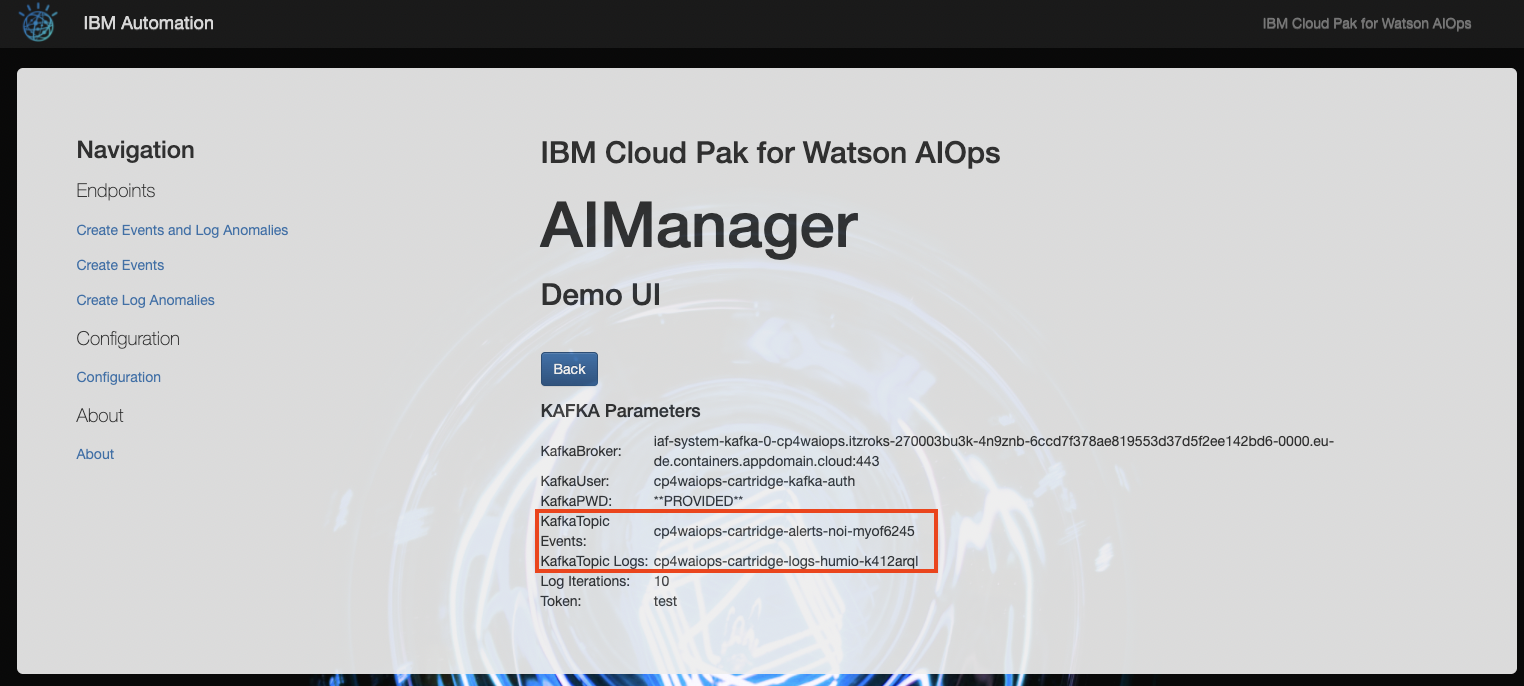 IBM Automation
IBM Cloud Pak for Watson AIOps
Navigation
Endpoints
Create Events and Log Anomalies
Create Events
Create Log Anomalies
Configuration
Configuration
About
About
IBM Cloud Pak for Watson AIOps
AIManager
Demo UI
Back
KAFKA Parameters
KafkaBroker: iaf-system-kafka-0-cp4waiops.itzroks-270003bu3k-4n9znb-6ccd7f378ae819553d37d5f2ee142bd6-0000.eu-
de.containers.appdomain.cloud:443
KafkaUser: cp4waiops-cartridge-kafka-auth
KafkaPWD: **PROVIDED**
KafkaTopic
Events: cp4waiops-cartridge-alerts-noi-myof6245
KafkaTopic Logs: cp4waiops-cartridge-logs-humio-k412arql
Log Iterations: 10
Token: test